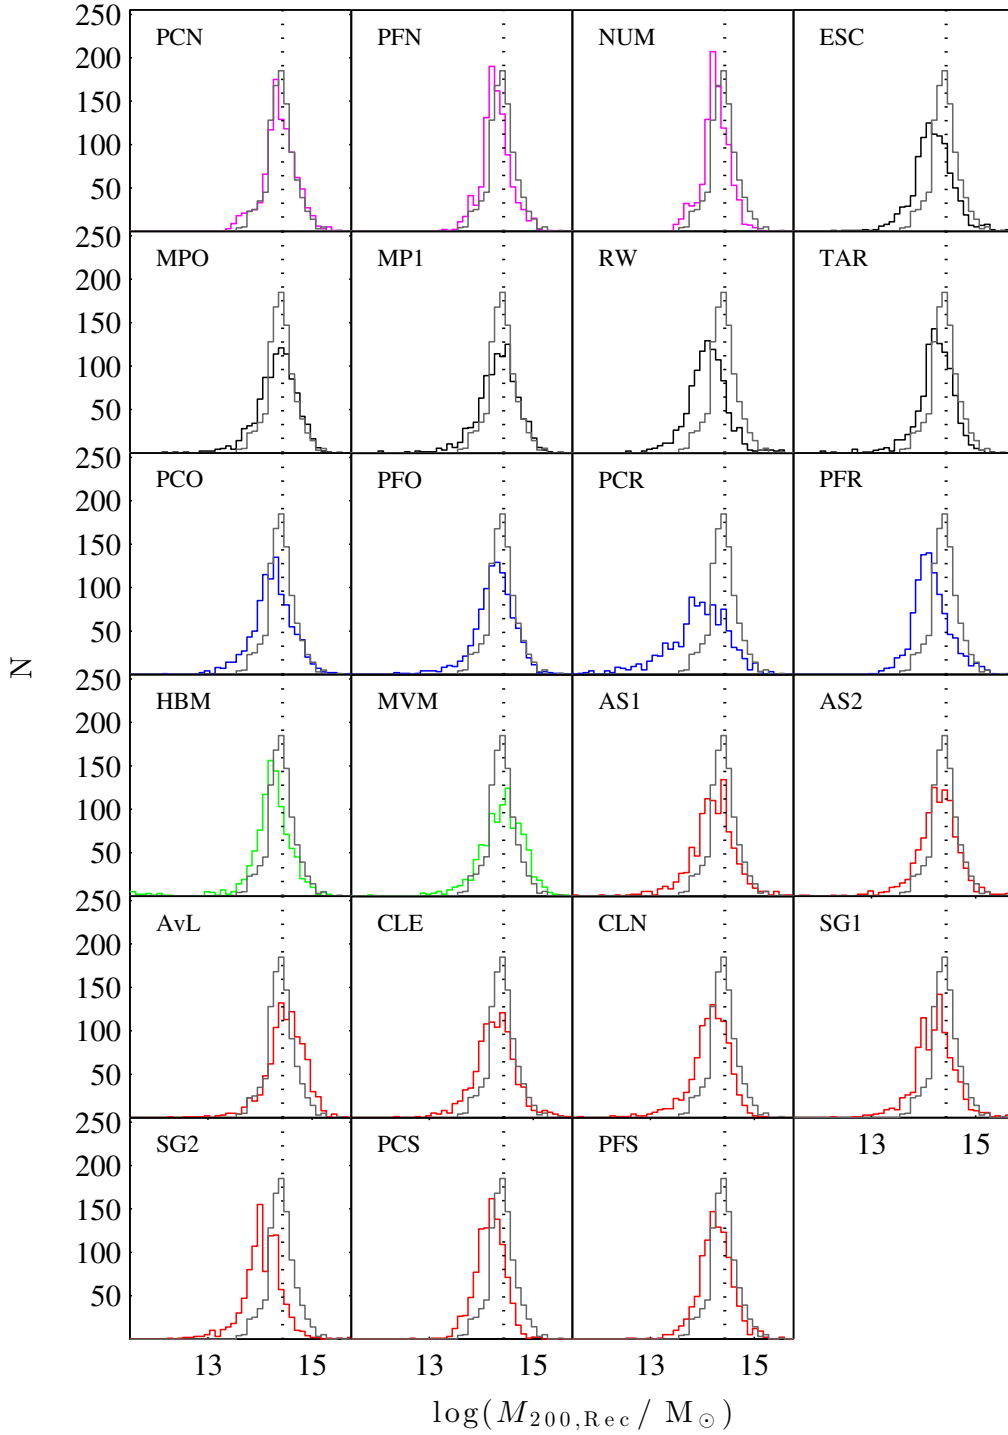 250 PCN PFN NUM ESC
200
150
100
50
250 MPO MP1 RW TAR
200
150
100
50
250 PCO PFO PCR PFR
200
150
100
50
N
250 HBM MVM AS1 AS2
200
150
100
50
250 AvL CLE CLN SG1
200
150
100
50
250 SG2 PCS PFS 13 15
200
150
100
50
13 15 13 15 13 15
log(M200,Rec/ M⊙)